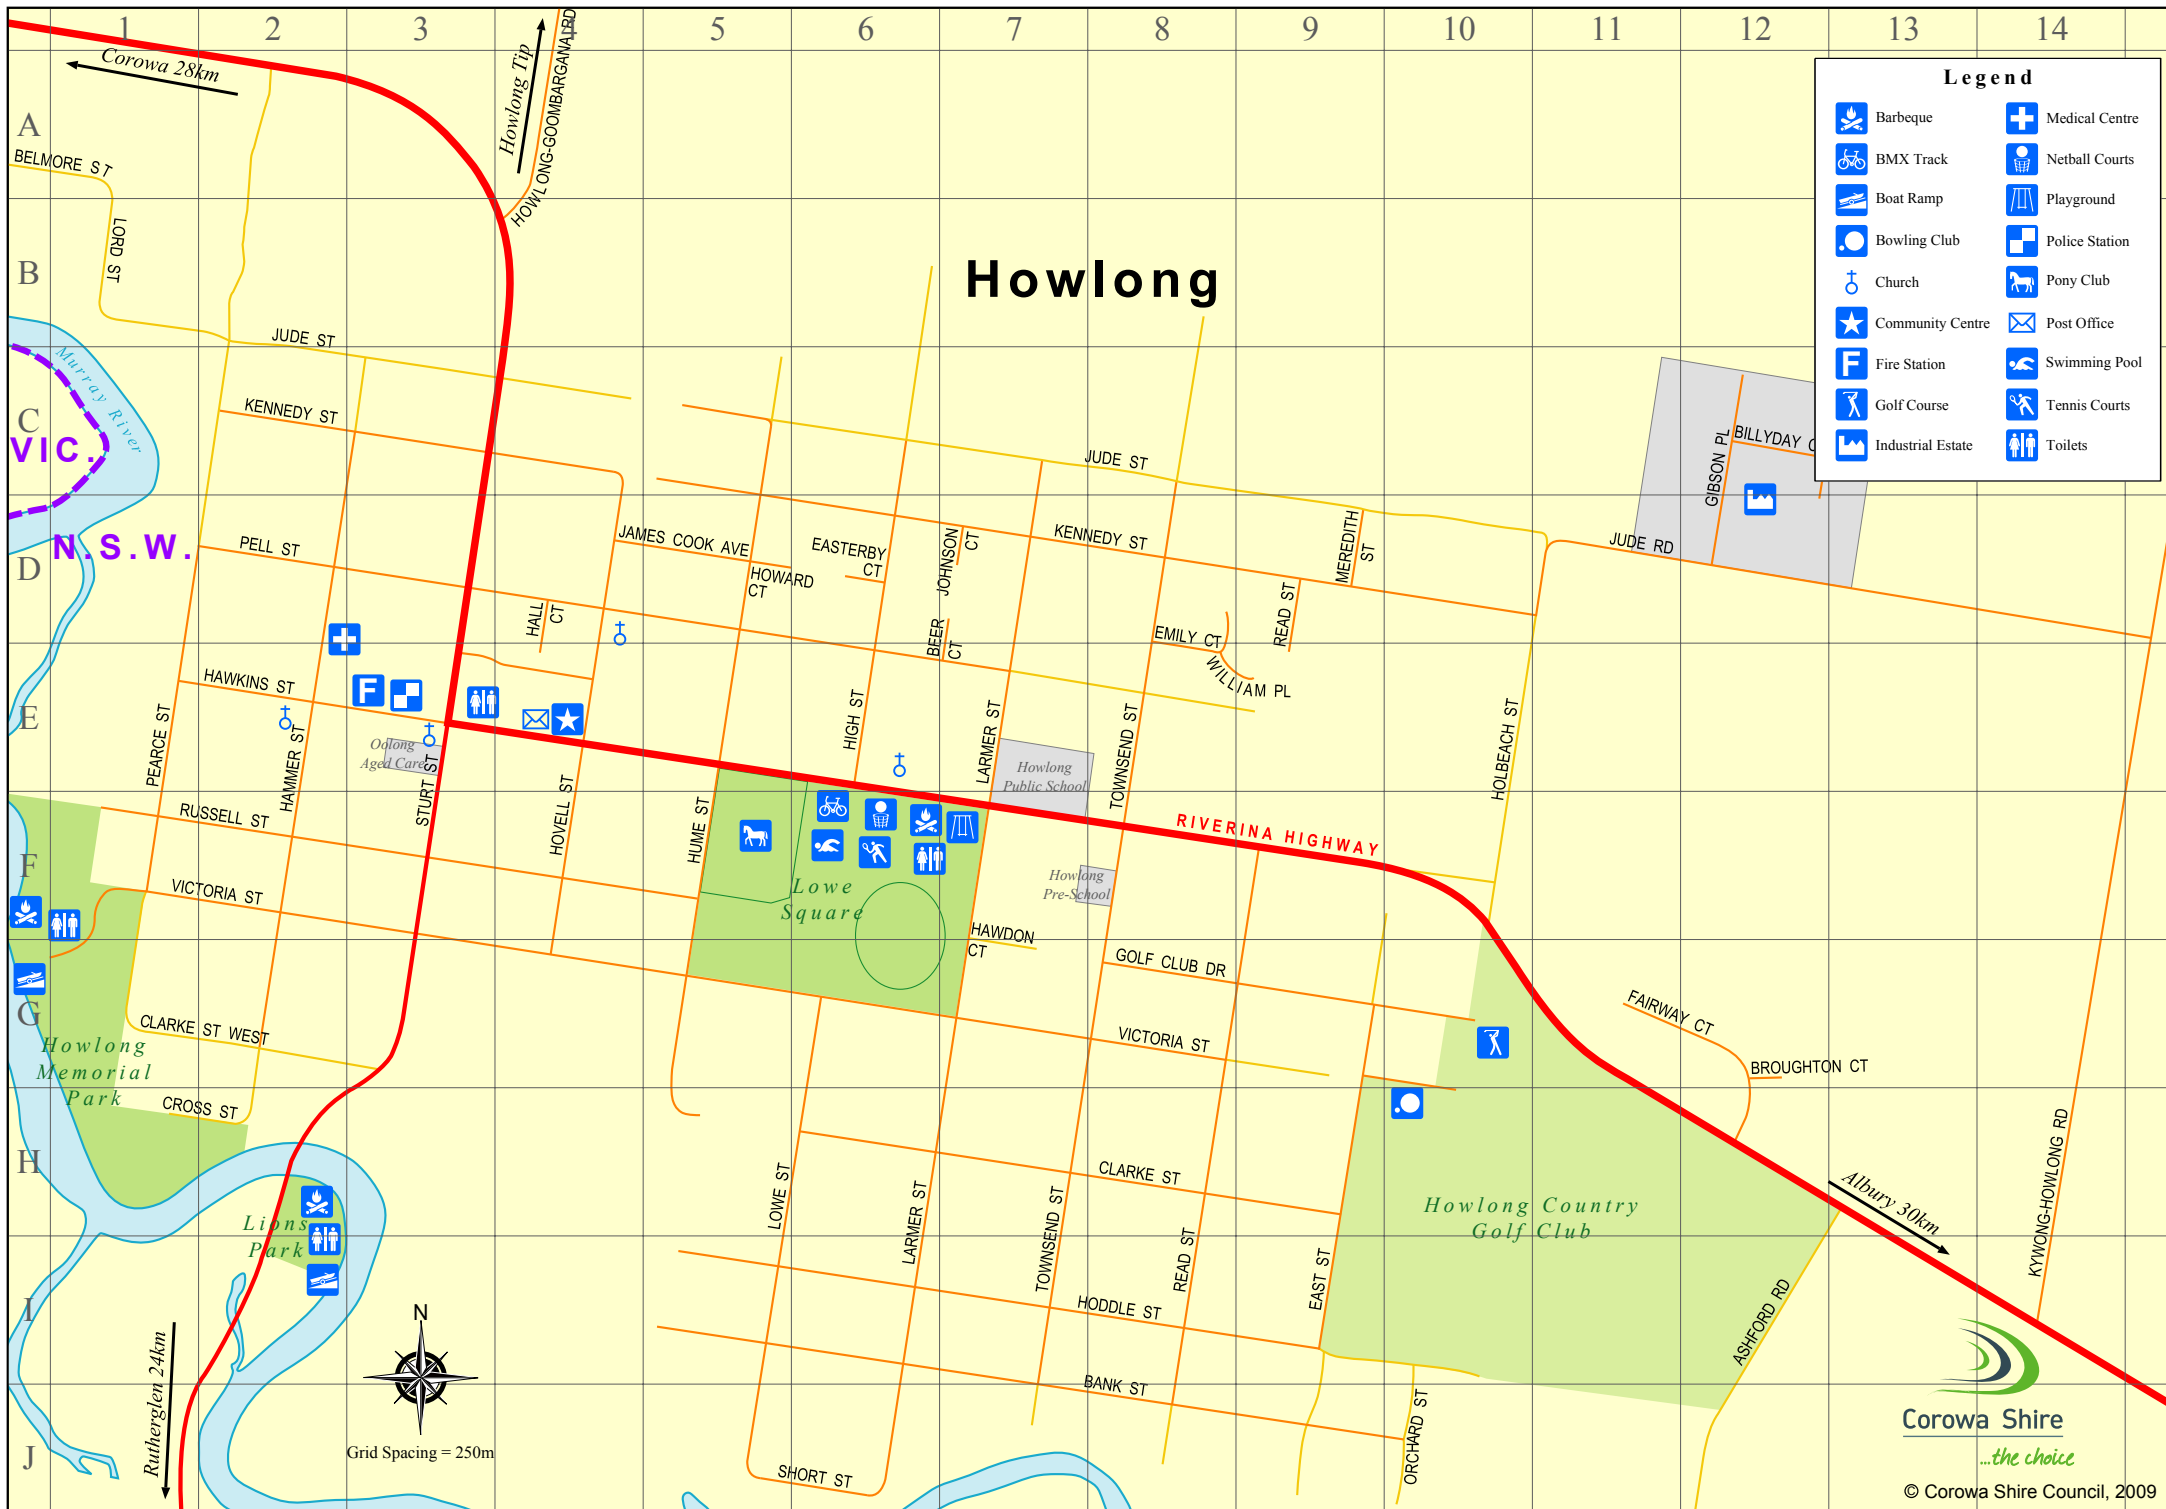 1 2 3 4 5 6 7 8 9 10 11 12 13 14
A
B
C
D
E
F
G
H
I
J
Howlong
Corowa 28km
Howlong Tip
HOWLONG-GOOMBARGANA RD
Legend
Barbeque
BMX Track
Boat Ramp
Bowling Club
Church
Community Centre
F Fire Station
Golf Course
Industrial Estate
Medical Centre
Netball Courts
Playground
Police Station
Pony Club
Post Office
Swimming Pool
Tennis Courts
Toilets
BELMORE ST
LORD ST
JUDE ST
Murray River
VIC.
N.S.W.
KENNEDY ST
PELL ST
JUDE ST
KENNEDY ST
JAMES COOK AVE
HOWARD
CT
EASTERBY
CT
JOHNSON
CT
BEER
CT
HALL
CT
MEREDITH
ST
READ ST
EMILY CT
WILLIAM PL
GIBSON PL
BILLYDAY C
JUDE RD
HAWKINS ST
F
PEARCE ST
HAMMER ST
STURT ST
Oolong
Aged Care
HOVELL ST
HUME ST
HIGH ST
LARMER ST
TOWNSEND ST
HOLBEACH ST
Howlong
Public School
RIVERINA HIGHWAY
RUSSELL ST
VICTORIA ST
Lowe
Square
Howlong
Pre-School
HAWDON
CT
GOLF CLUB DR
VICTORIA ST
CLARKE ST WEST
CROSS ST
Howlong
Memorial
Park
Lions
Park
FAIRWAY CT
BROUGHTON CT
KYWONG-HOWLONG RD
Howlong Country
Golf Club
Albury 30km
CLARKE ST
LOWE ST
LARMER ST
TOWNSEND ST
READ ST
EAST ST
HODDLE ST
BANK ST
SHORT ST
ORCHARD ST
ASHFORD RD
Rutherglen 24km
N
Grid Spacing = 250m
Corowa Shire
...the choice
© Corowa Shire Council, 2009